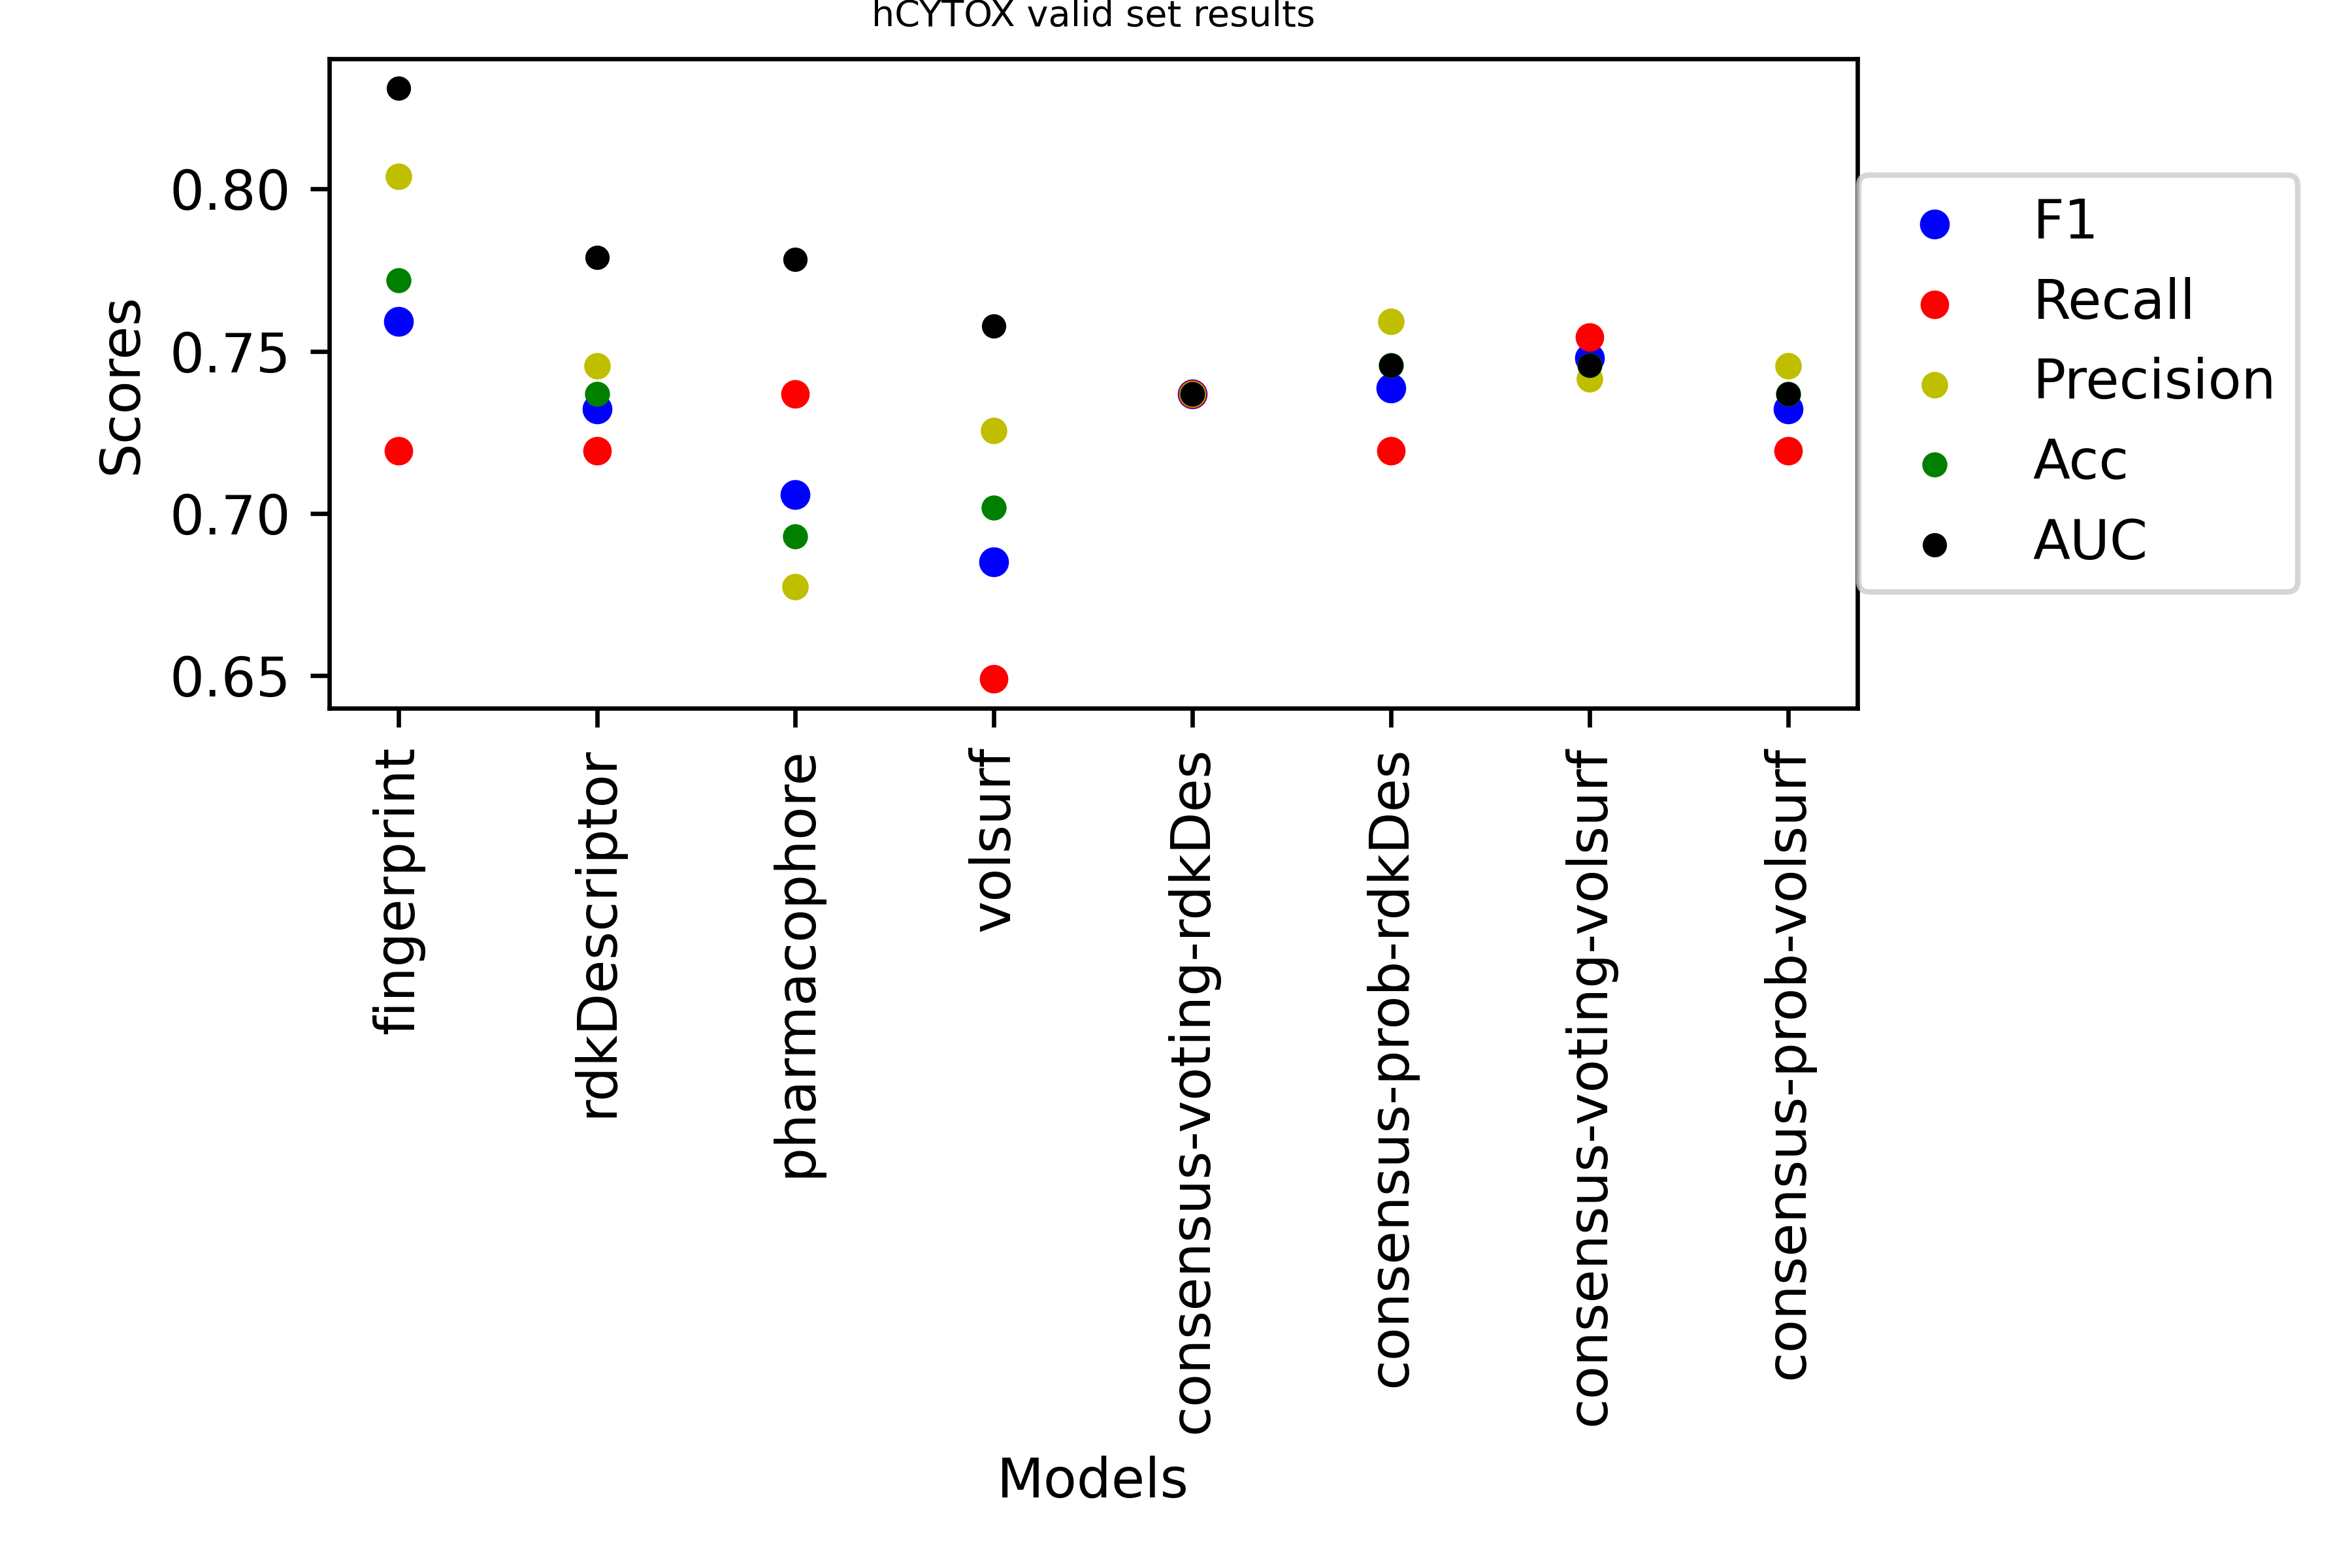 hCYTOX valid set results
Scores
0.80
0.75
0.70
0.65
F1
Recall
Precision
Acc
AUC
fingerprint
rdkDescriptor
pharmacophore
volsurf
consensus-voting-rdkDes
consensus-prob-rdkDes
consensus-voting-volsurf
consensus-prob-volsurf
Models